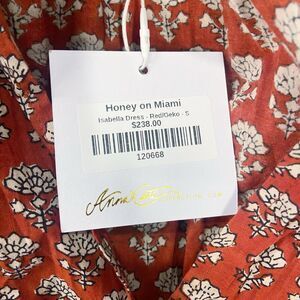 Honey on Miami
Isabella Dress - Red/Geko - S
$238.00
120668